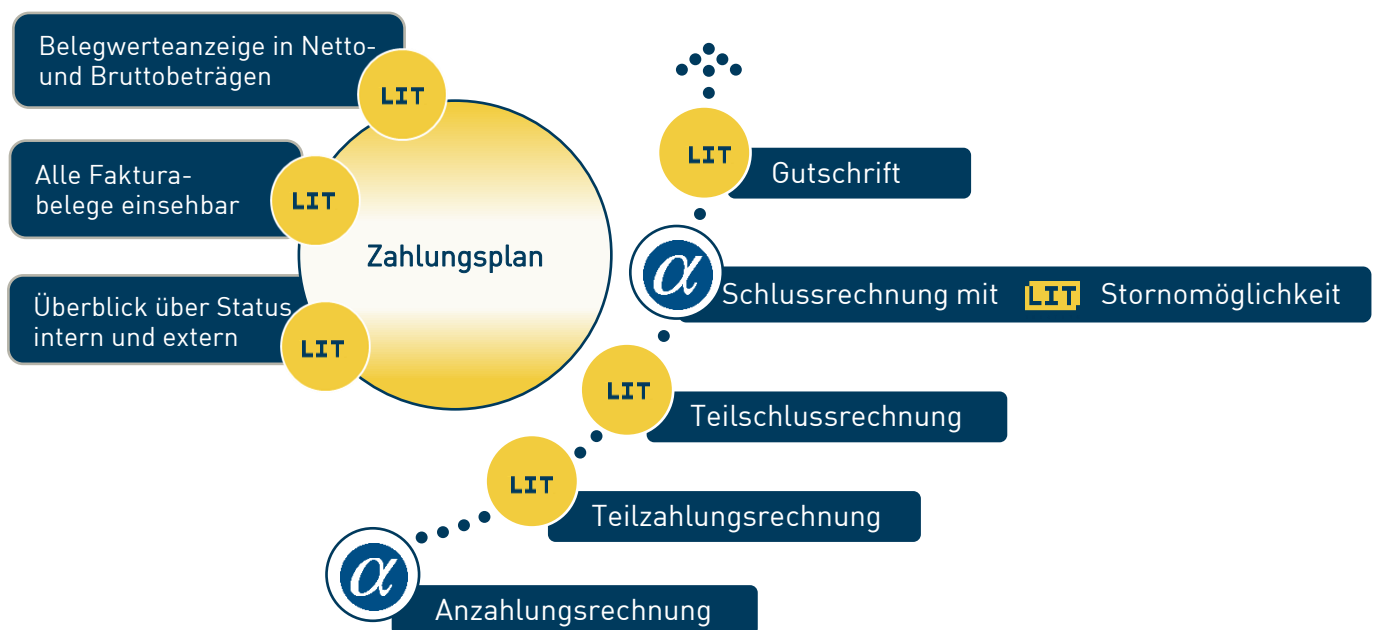 Belegwerteanzeige in Netto-
und Bruttobeträgen
LIT
Alle Faktura-
belege einsehbar
LIT
Überblick über Status
intern und extern
LIT
Zahlungsplan
LIT
Gutschrift
α
Schlussrechnung mit LIT Stornomöglichkeit
LIT
Teilschlussrechnung
LIT
Teilzahlungsrechnung
α
Anzahlungsrechnung